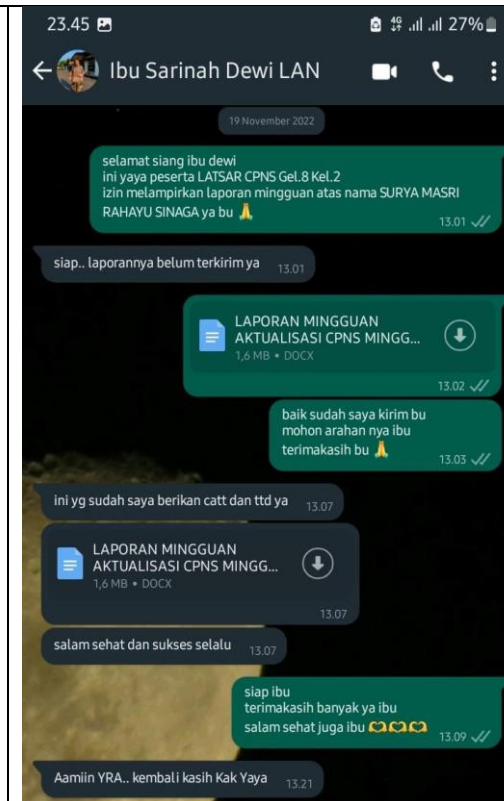 23.45 4G 27%
Ibu Sarinah Dewi LAN
19 November 2022
selamat siang ibu dewi
ini yaya peserta LATSAR CPNS Gel.8 Kel.2
izin melampirkan laporan mingguan atas nama SURYA MASRI
RAHAYU SINAGA ya bu 🙏
13.01
siap.. laporannya belum terkirim ya 13.01
LAPORAN MINGGUAN
AKTUALISASI CPNS MINGG...
1,6 MB • DOCX
13.02
baik sudah saya kirim bu
mohon arahan nya ibu
terimakasih bu 🙏
13.03
ini yg sudah saya berikan catt dan ttd ya 13.07
LAPORAN MINGGUAN
AKTUALISASI CPNS MINGG...
1,6 MB • DOCX
13.07
salam sehat dan sukses selalu 13.07
siap ibu
terimakasih banyak ya ibu
salam sehat juga ibu 🫶🫶🫶
13.09
Aamiin YRA.. kembali kasih Kak Yaya 13.21